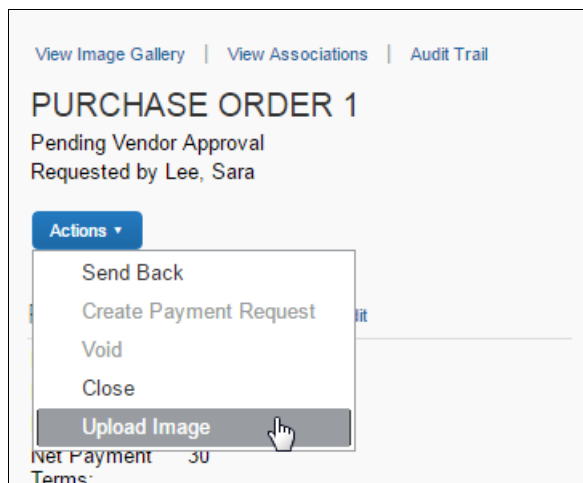 View Image Gallery | View Associations | Audit Trail
PURCHASE ORDER 1
Pending Vendor Approval
Requested by Lee, Sara
Actions
Send Back
Create Payment Request
Void
Close
Upload Image
Net Payment 30
Terms: